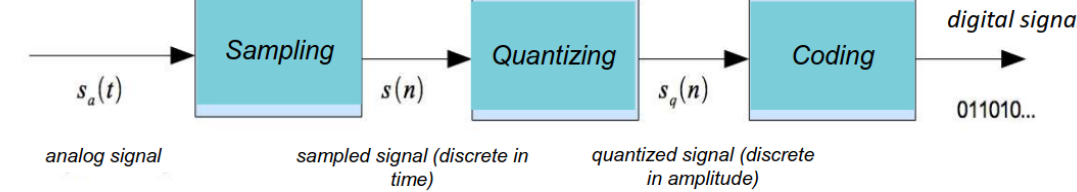 digital signa
Sampling
Quantizing
Coding
sₐ(t)
s(n)
s_q(n)
011010...
analog signal
sampled signal (discrete in
time)
quantized signal (discrete
in amplitude)